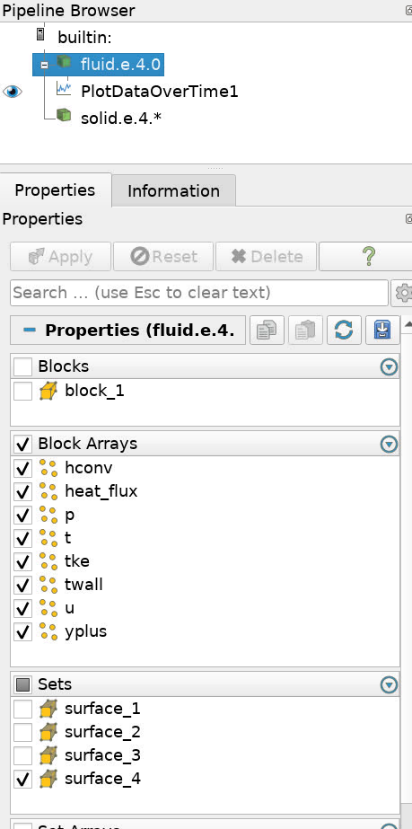 Pipeline Browser
builtin:
fluid.e.4.0
PlotDataOverTime1
solid.e.4.*
Properties Information
Properties
Apply Reset Delete ?
Search ... (use Esc to clear text)
Properties (fluid.e.4.
Blocks
block_1
Block Arrays
hconv
heat_flux
p
t
tke
twall
u
yplus
Sets
surface_1
surface_2
surface_3
surface_4
Set Arrays